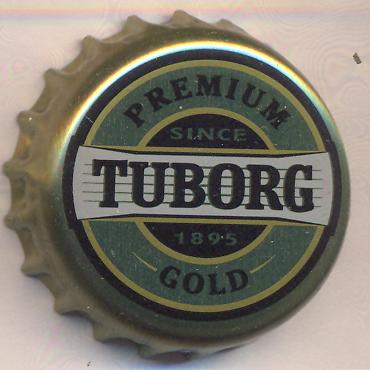 PREMIUM
SINCE
TUBORG
1895
GOLD